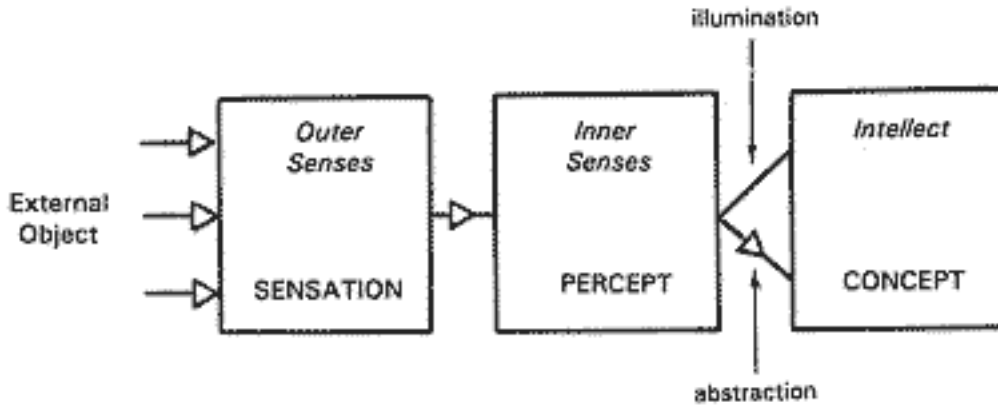 illumination
External
Object
Outer
Senses
SENSATION
Inner
Senses
PERCEPT
Intellect
CONCEPT
abstraction